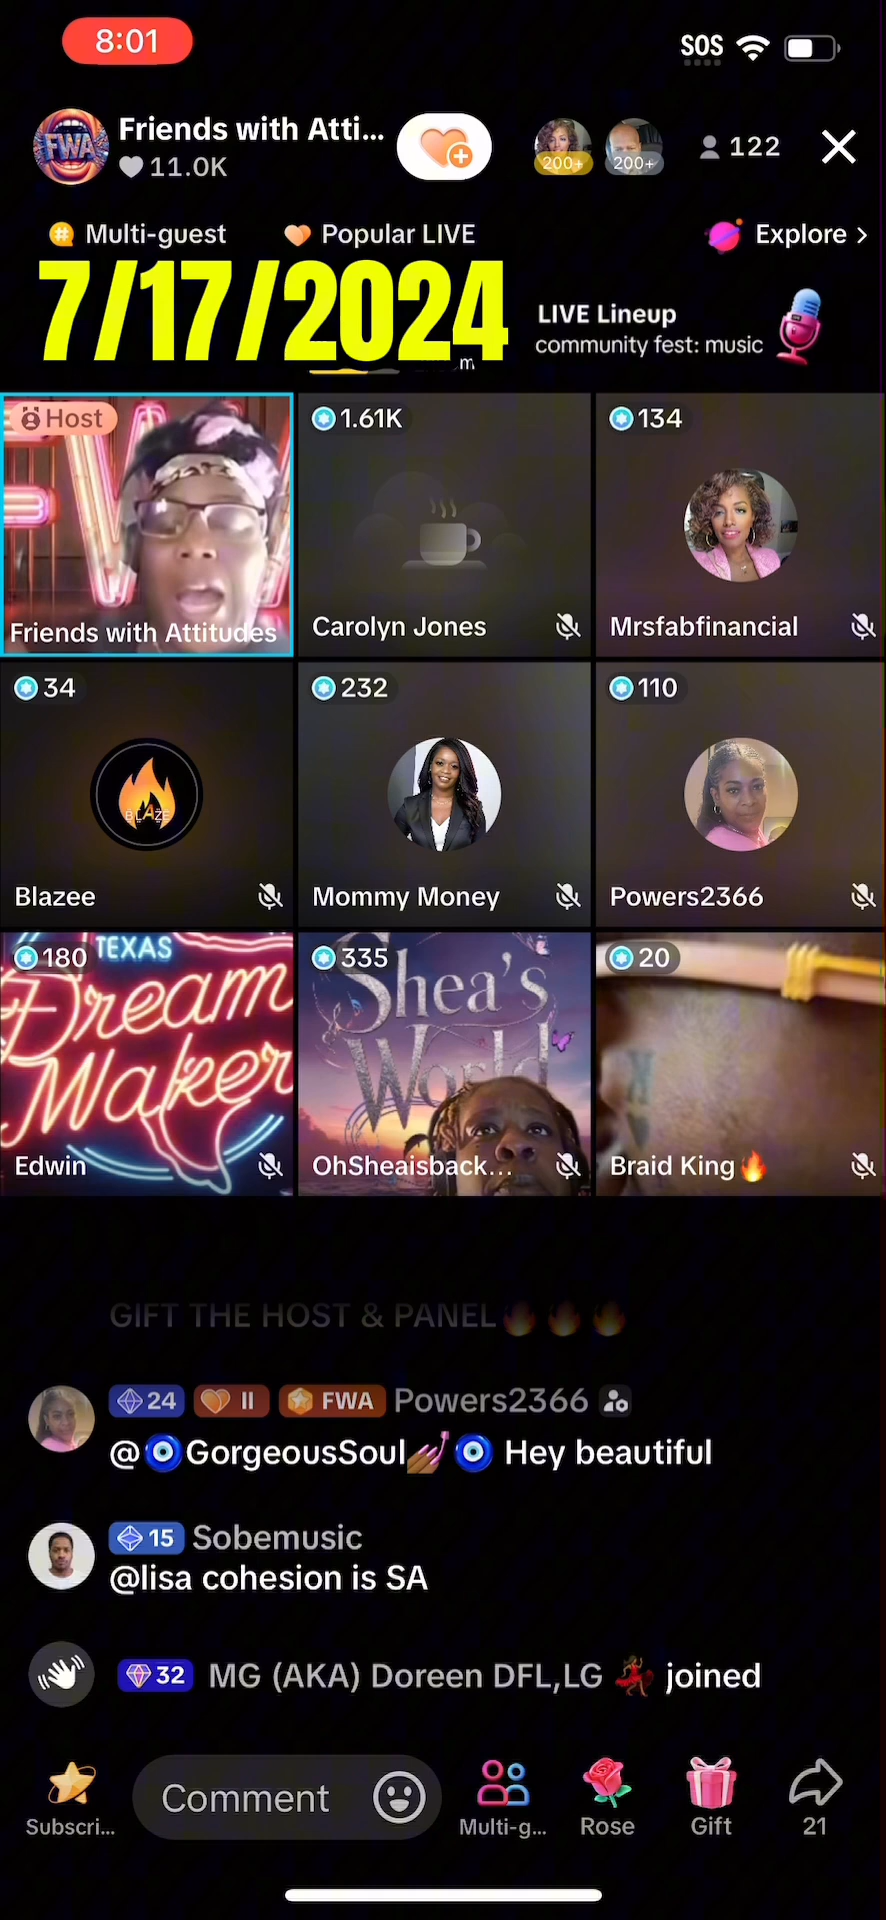 8:01
SOS
FWA
Friends with Atti...
11.0K
200+
200+
122
Multi-guest
Popular LIVE
Explore >
7/17/2024
LIVE Lineup
community fest: music
m
Host
Friends with Attitudes
1.61K
Carolyn Jones
134
Mrsfabfinancial
34
BLAZE
Blazee
232
Mommy Money
110
Powers2366
180
TEXAS
Dream
Maker
Edwin
335
Shea's
World
OhSheaisback...
20
Braid King🔥
GIFT THE HOST & PANEL🔥🔥🔥
24 II FWA Powers2366
@🧿GorgeousSoul💅🏾🧿 Hey beautiful
15 Sobemusic
@lisa cohesion is SA
32 MG (AKA) Doreen DFL,LG 💃🏾 joined
Subscri...
Comment
Multi-g...
Rose
Gift
21